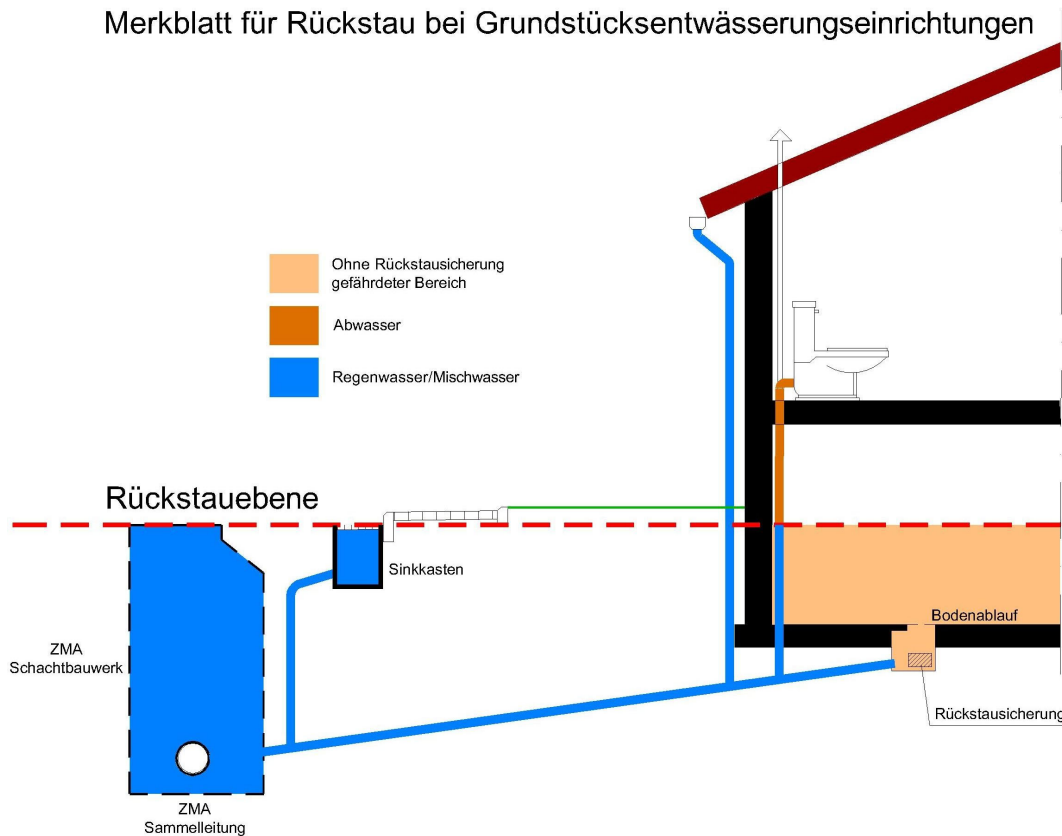 Merkblatt für Rückstau bei Grundstücksentwässerungseinrichtungen
Ohne Rückstausicherung
gefährdeter Bereich
Abwasser
Regenwasser/Mischwasser
Rückstauebene
Sinkkasten
Bodenablauf
ZMA
Schachtbauwerk
Rückstausicherung
ZMA
Sammelleitung